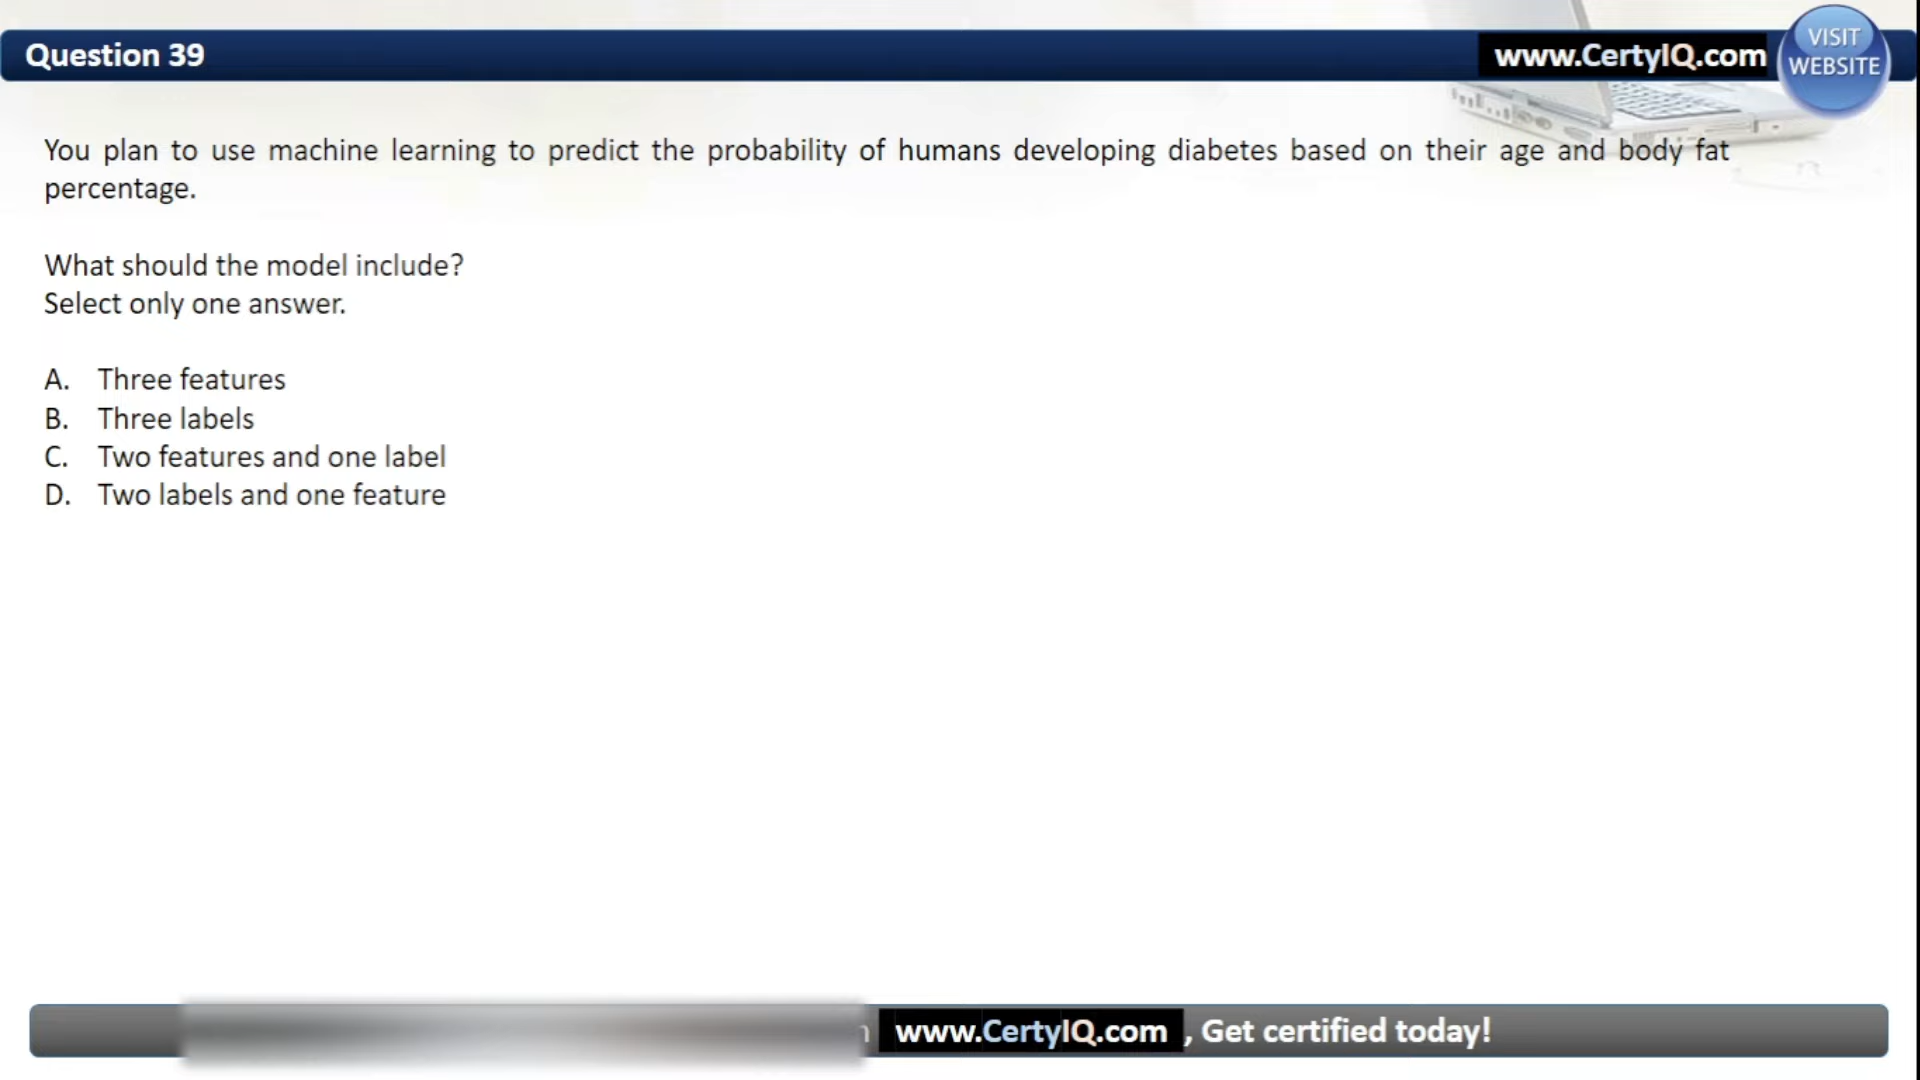 Question 39
www.CertyIQ.com
VISIT
WEBSITE
You plan to use machine learning to predict the probability of humans developing diabetes based on their age and body fat
percentage.
What should the model include?
Select only one answer.
A. Three features
B. Three labels
C. Two features and one label
D. Two labels and one feature
www.CertyIQ.com , Get certified today!